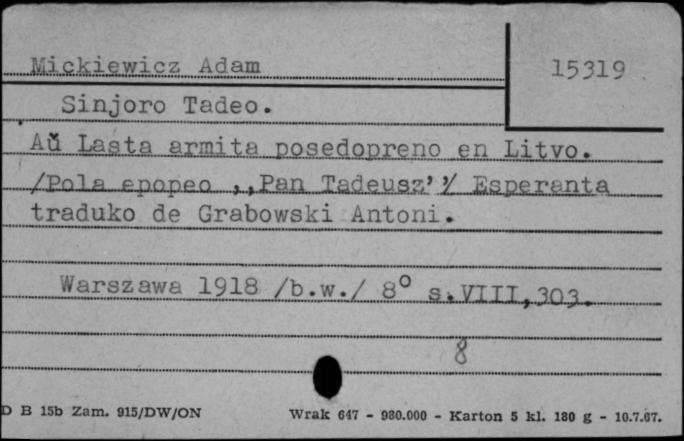 Mickiewicz Adam
15319
Sinjoro Tadeo.
Aŭ Lasta armita posedopreno en Litvo.
/Pola epopeo ,,Pan Tadeusz''/ Esperanta
traduko de Grabowski Antoni.
Warszawa 1918 /b.w./ 8° s.VIII,303.
8
D B 15b Zam. 915/DW/ON Wrak 647 - 980.000 - Karton 5 kl. 180 g - 10.7.67.